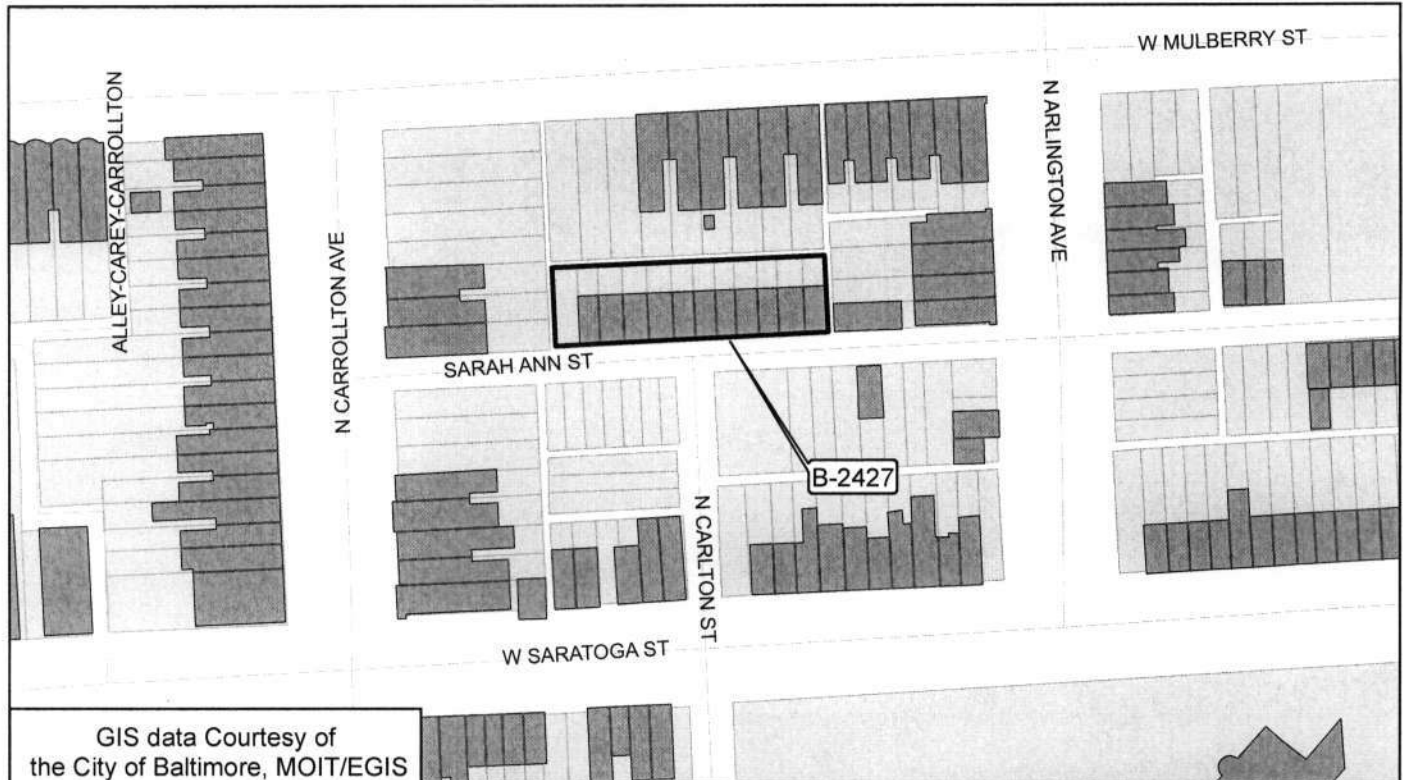 W MULBERRY ST
ALLEY-CAREY-CARROLLTON
N CARROLLTON AVE
N ARLINGTON AVE
SARAH ANN ST
B-2427
N CARLTON ST
W SARATOGA ST
GIS data Courtesy of
the City of Baltimore, MOIT/EGIS